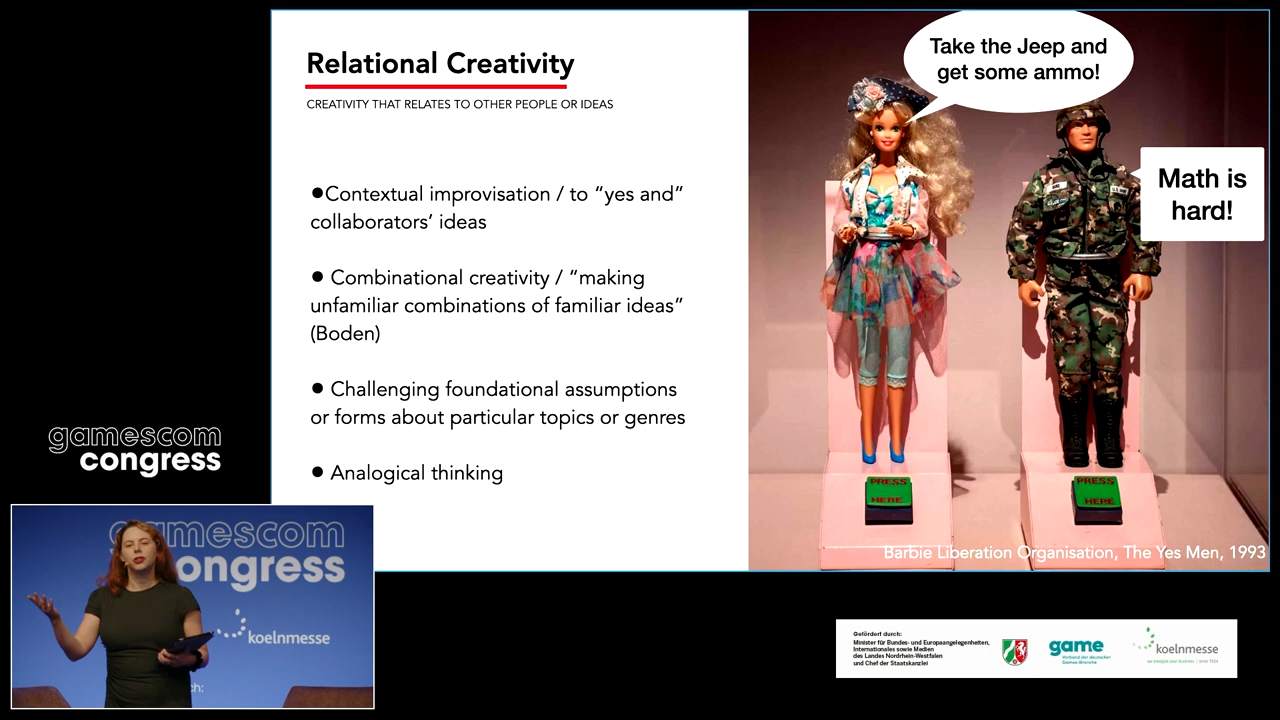 Relational Creativity
CREATIVITY THAT RELATES TO OTHER PEOPLE OR IDEAS
●Contextual improvisation / to “yes and”
collaborators’ ideas
● Combinational creativity / “making
unfamiliar combinations of familiar ideas”
(Boden)
● Challenging foundational assumptions
or forms about particular topics or genres
● Analogical thinking
Take the Jeep and
get some ammo!
Math is
hard!
PRESS
HERE
PRESS
HERE
Barbie Liberation Organisation, The Yes Men, 1993
gamescom
congress
gamescom
congress
koelnmesse
Gefördert durch:
Minister für Bundes- und Europaangelegenheiten,
Internationales sowie Medien
des Landes Nordrhein-Westfalen
und Chef der Staatskanzlei
game
Verband der deutschen
Games-Branche
koelnmesse